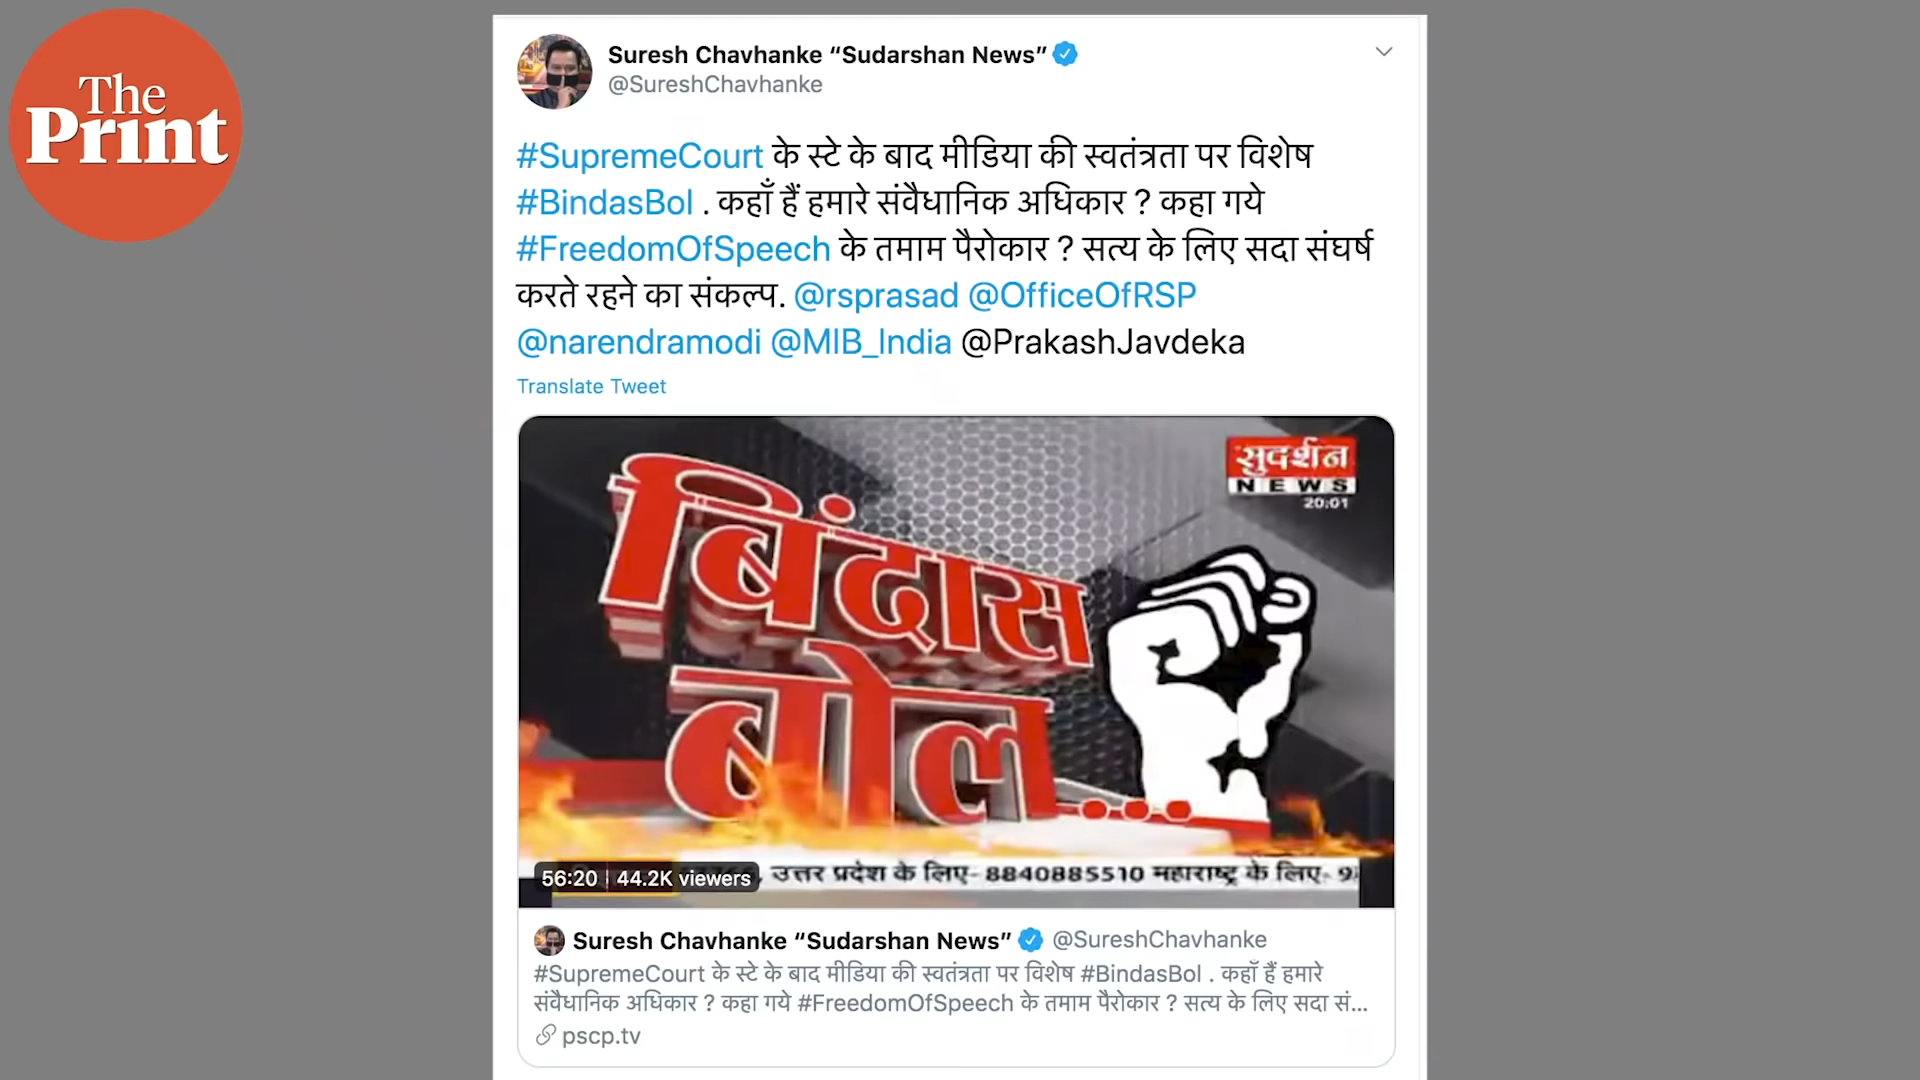 The
Print
Suresh Chavhanke “Sudarshan News”
@SureshChavhanke
#SupremeCourt के स्टे के बाद मीडिया की स्वतंत्रता पर विशेष
#BindasBol . कहाँ हैं हमारे संवैधानिक अधिकार ? कहा गये
#FreedomOfSpeech के तमाम पैरोकार ? सत्य के लिए सदा संघर्ष
करते रहने का संकल्प. @rsprasad @OfficeOfRSP
@narendramodi @MIB_India @PrakashJavdeka
Translate Tweet
सुदर्शन
NEWS
20:01
बिंदास
बोल...
56:20 44.2K viewers
, उत्तर प्रदेश के लिए- 8840885510 महाराष्ट्र के लिए- 9
Suresh Chavhanke “Sudarshan News” @SureshChavhanke
#SupremeCourt के स्टे के बाद मीडिया की स्वतंत्रता पर विशेष #BindasBol . कहाँ हैं हमारे
संवैधानिक अधिकार ? कहा गये #FreedomOfSpeech के तमाम पैरोकार ? सत्य के लिए सदा सं...
pscp.tv